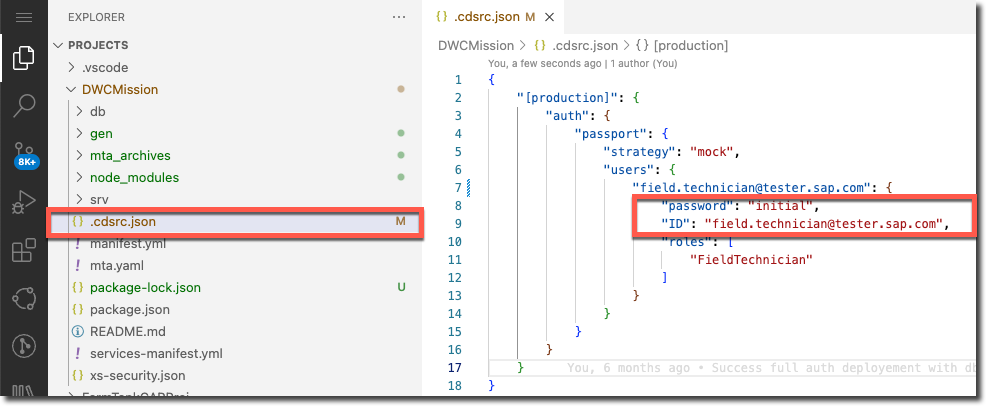 EXPLORER
...
PROJECTS
.vscode
DWCMission
db
gen
mta_archives
node_modules
srv
{} .cdsrc.json M
manifest.yml
! mta.yaml
{} package-lock.json U
{} package.json
README.md
! services-manifest.yml
{} xs-security.json
8K+
{} .cdsrc.json M ×
DWCMission > {} .cdsrc.json > {} [production]
You, a few seconds ago | 1 author (You)
1 {
2 "[production]": {
3 "auth": {
4 "passport": {
5 "strategy": "mock",
6 "users": {
7 "field.technician@tester.sap.com": {
8 "password": "initial",
9 "ID": "field.technician@tester.sap.com",
10 "roles": [
11 "FieldTechnician"
12 ]
13 }
14 }
15 }
16 }
17 } You, 6 months ago • Success full auth deployement with db
18 }